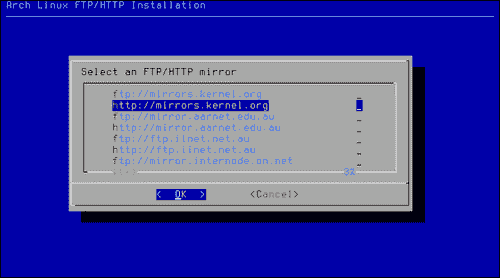 Arch Linux FTP/HTTP Installation
Select an FTP/HTTP mirror
ftp://mirrors.kernel.org _
http://mirrors.kernel.org _
ftp://mirror.aarnet.edu.au _
http://mirror.aarnet.edu.au _
ftp://ftp.iinet.net.au _
http://ftp.iinet.net.au _
ftp://mirror.internode.on.net _
3%
< OK > <Cancel>